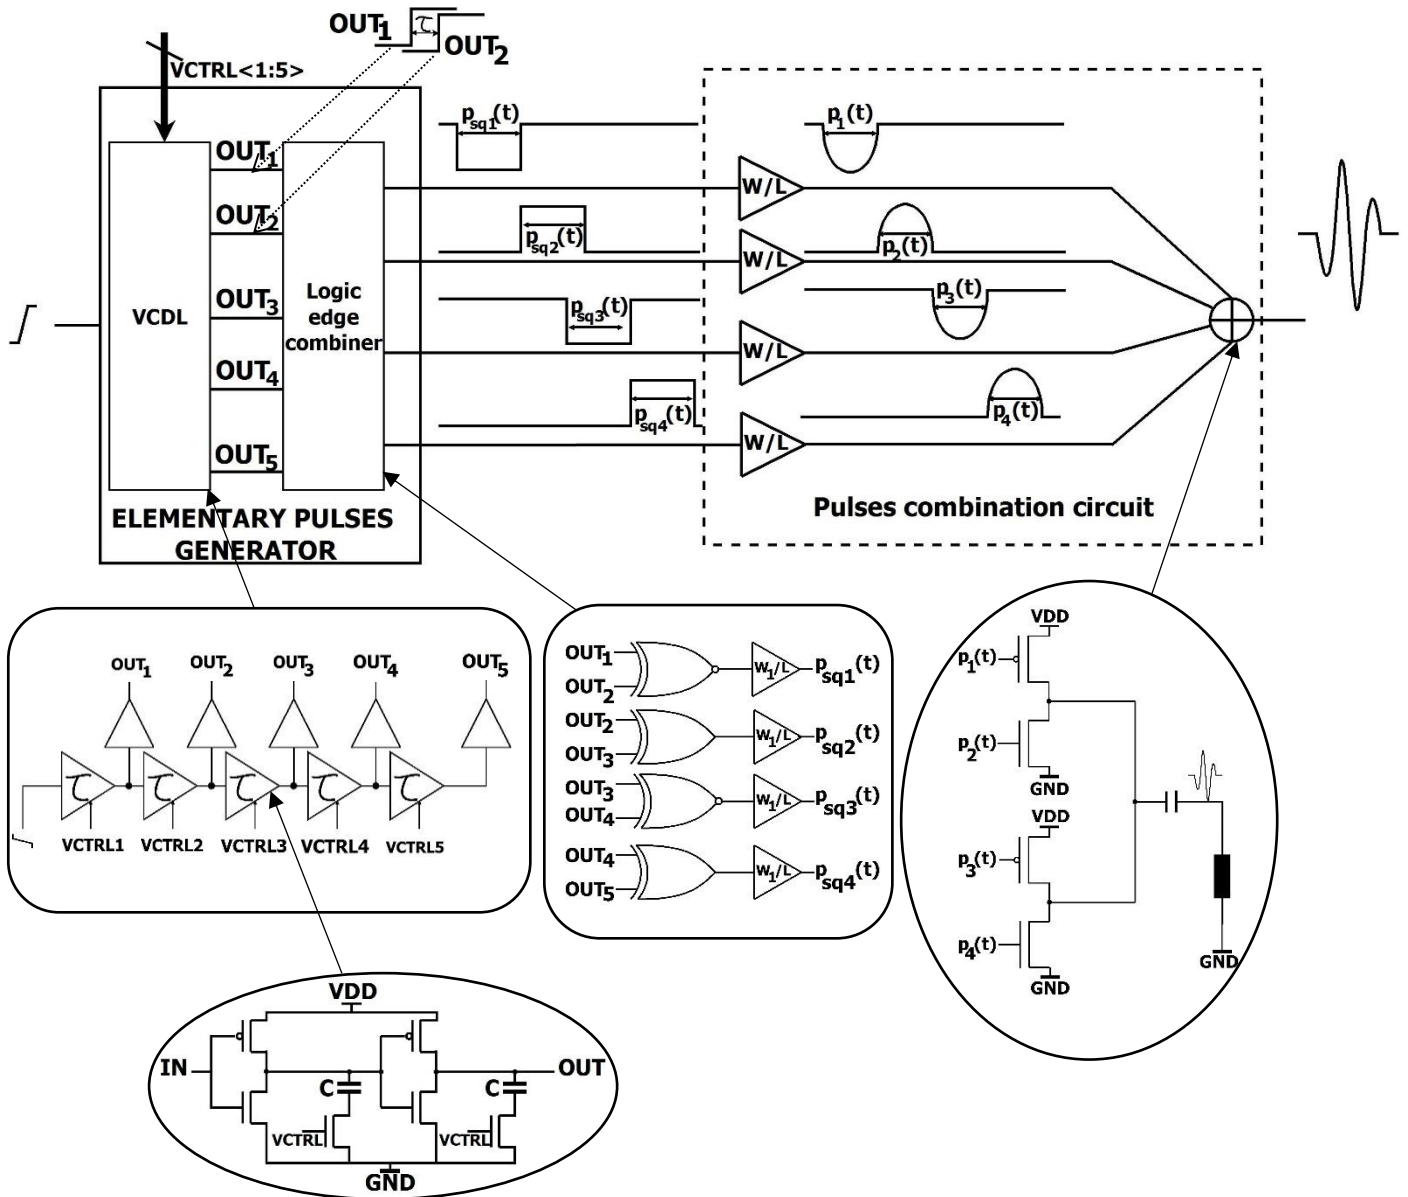 OUT1
τ
OUT2
VCTRL<1:5>
OUT1
OUT2
OUT3
OUT4
OUT5
VCDL
Logic
edge
combiner
ELEMENTARY PULSES
GENERATOR
psq1(t)
psq2(t)
psq3(t)
psq4(t)
W/L
W/L
W/L
W/L
p1(t)
p2(t)
p3(t)
p4(t)
Pulses combination circuit
OUT1 OUT2 OUT3 OUT4 OUT5
τ τ τ τ τ
VCTRL1 VCTRL2 VCTRL3 VCTRL4 VCTRL5
OUT1
OUT2
W1/L
psq1(t)
OUT2
OUT3
W1/L
psq2(t)
OUT3
OUT4
W1/L
psq3(t)
OUT4
OUT5
W1/L
psq4(t)
VDD
p1(t)
p2(t)
GND
VDD
p3(t)
p4(t)
GND
GND
VDD
IN
C
C
OUT
VCTRL
VCTRL
GND